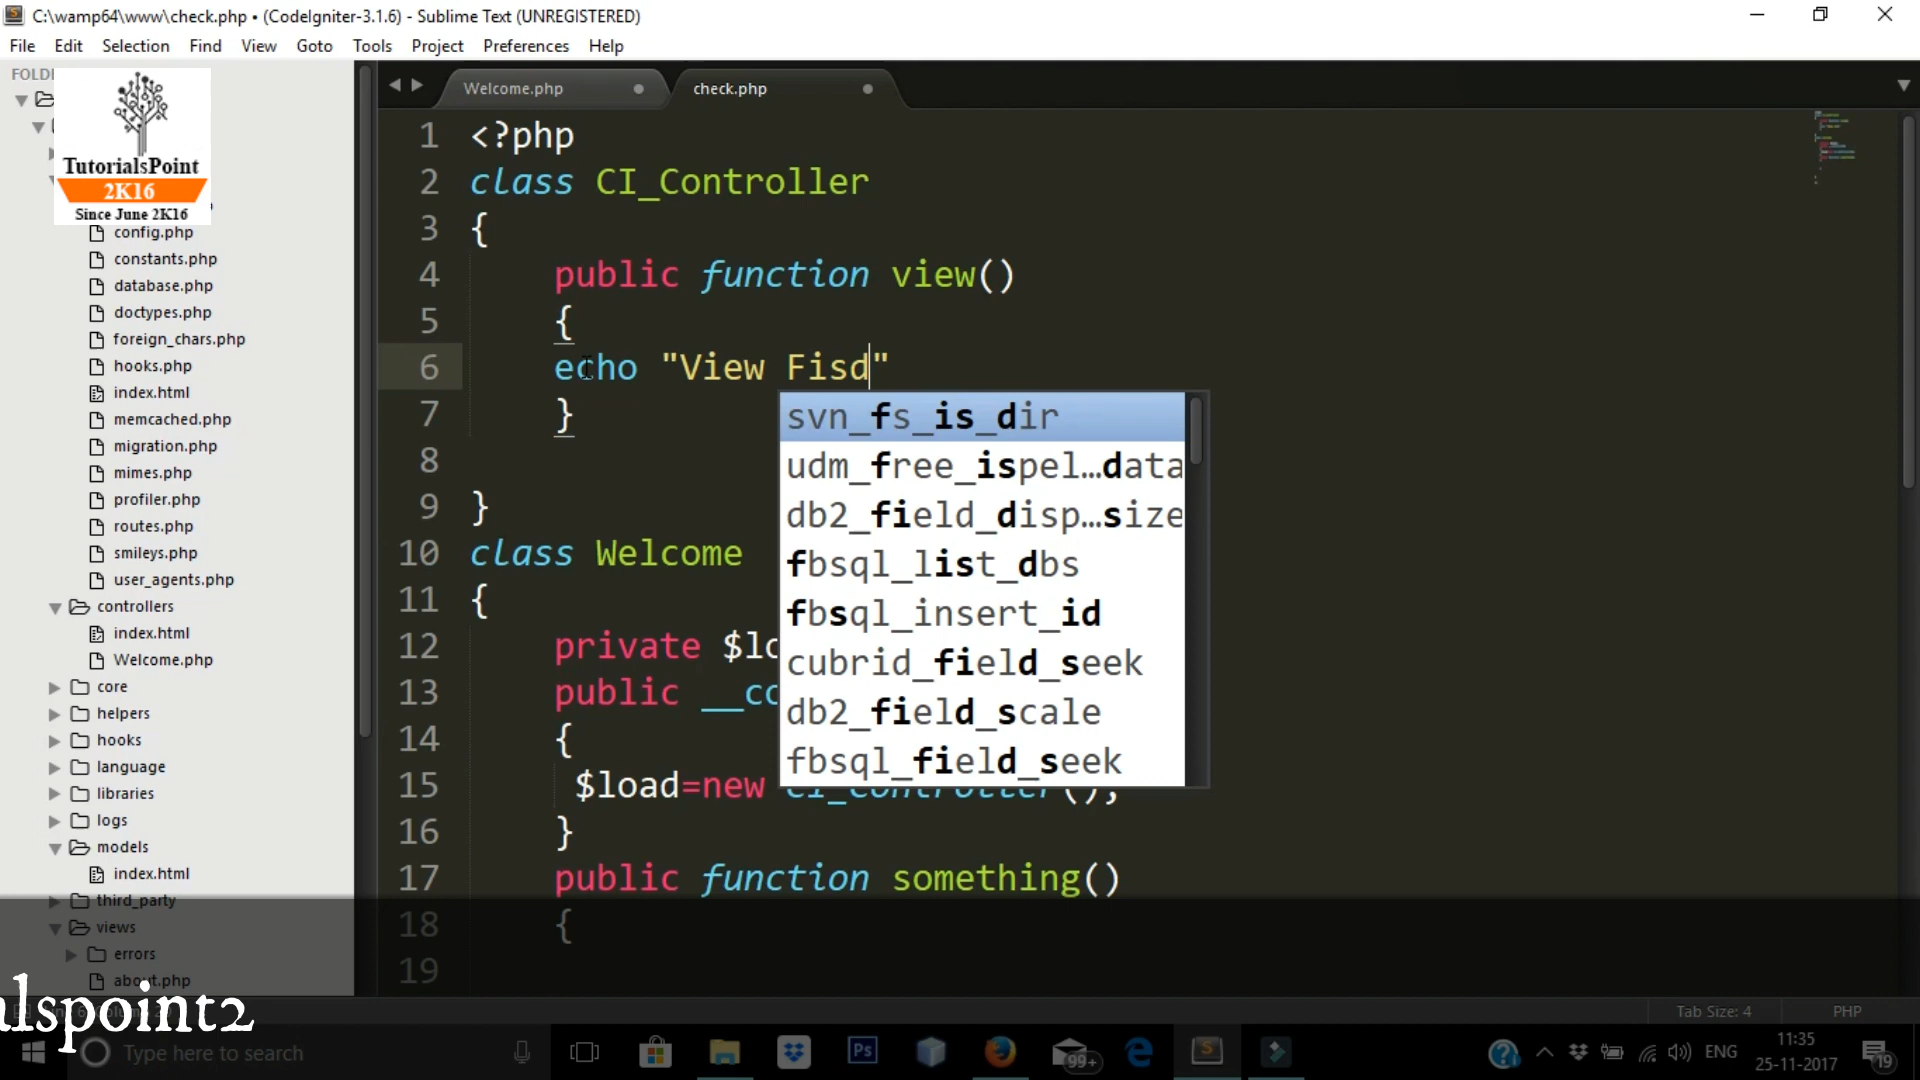 C:\wamp64\www\check.php • (CodeIgniter-3.1.6) - Sublime Text (UNREGISTERED)
File Edit Selection Find View Goto Tools Project Preferences Help
TutorialsPoint
2K16
Since June 2K16
config.php
constants.php
database.php
doctypes.php
foreign_chars.php
hooks.php
index.html
memcached.php
migration.php
mimes.php
profiler.php
routes.php
smileys.php
user_agents.php
controllers
index.html
Welcome.php
core
helpers
hooks
language
libraries
logs
models
index.html
third_party
views
errors
about.php
Welcome.php check.php
1 <?php
2 class CI_Controller
3 {
4 public function view()
5 {
6 echo "View Fisd"
7 }
8
9 }
10 class Welcome
11 {
12 private $lo
13 public __co
14 {
15 $load=new CI_Controller();
16 }
17 public function something()
18 {
19
svn_fs_is_dir
udm_free_ispel…data
db2_field_disp…size
fbsql_list_dbs
fbsql_insert_id
cubrid_field_seek
db2_field_scale
fbsql_field_seek
alspoint2
Tab Size: 4 PHP
Type here to search
Ps
99+
ENG
11:35
25-11-2017
19